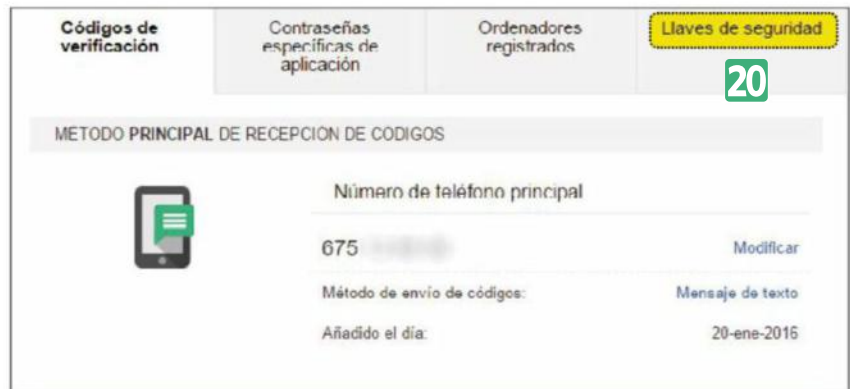 Códigos de
verificación
Contraseñas
específicas de
aplicación
Ordenadores
registrados
Llaves de seguridad
20
METODO PRINCIPAL DE RECEPCION DE CODIGOS
Número de teléfono principal
675
Modificar
Método de envío de códigos:
Mensaje de texto
Añadido el día:
20-ene-2016